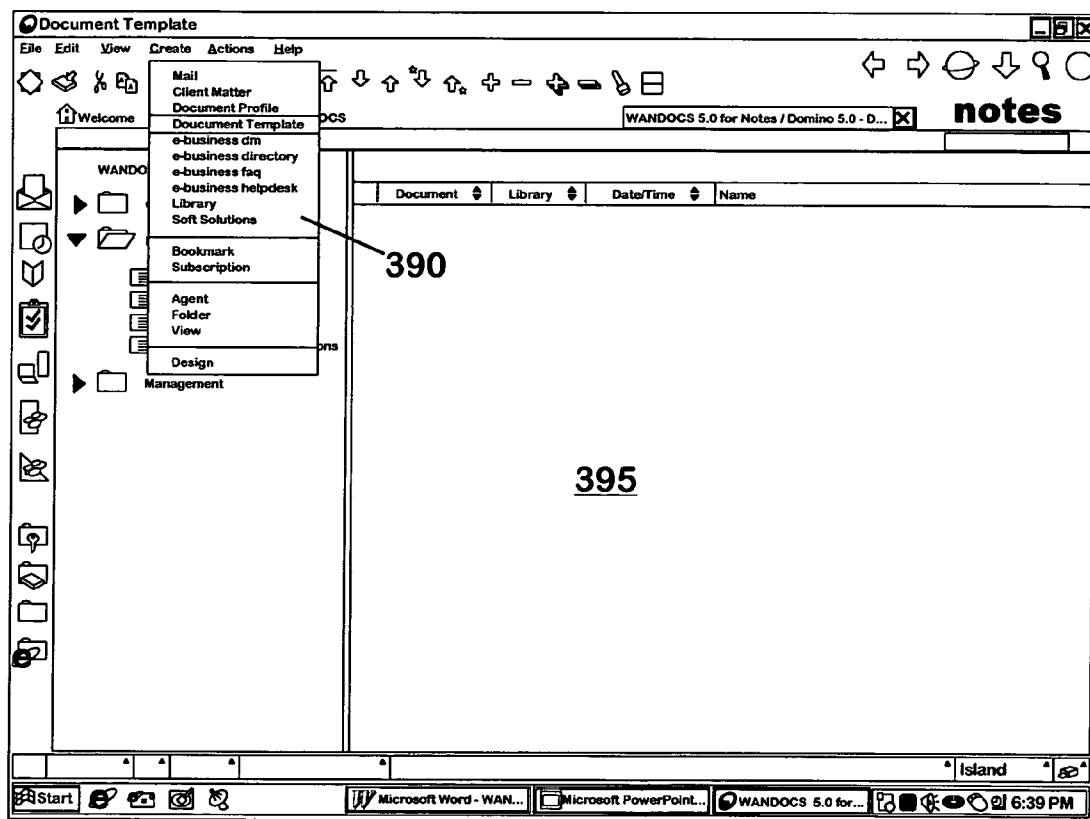 Document Template
File Edit View Create Actions Help
notes
Welcome
OCS
WANDOCS 5.0 for Notes / Domino 5.0 - D...
Mail
Client Matter
Document Profile
Doucument Template
e-business dm
e-business directory
e-business faq
e-business helpdesk
Library
Soft Solutions
Bookmark
Subscription
Agent
Folder
View
Design
WANDO
ons
Management
Document Library Date/Time Name
390
395
Island
Start Microsoft Word - WAN... Microsoft PowerPoint... WANDOCS 5.0 for... 6:39 PM